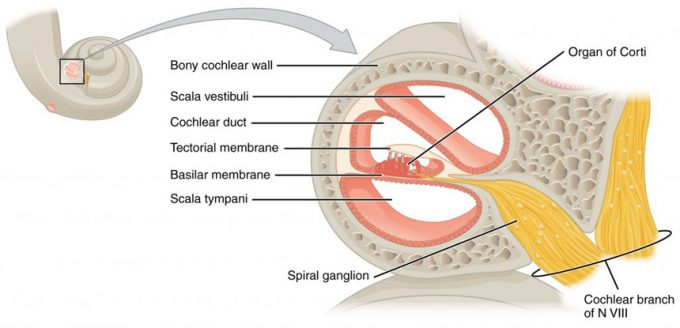 Bony cochlear wall
Scala vestibuli
Cochlear duct
Tectorial membrane
Basilar membrane
Scala tympani
Organ of Corti
Spiral ganglion
Cochlear branch
of N VIII